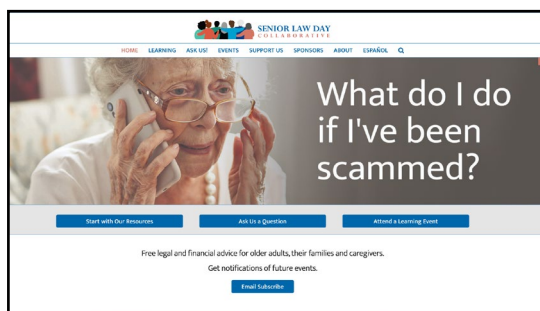 SENIOR LAW DAY
COLLABORATIVE
HOME LEARNING ASK US! EVENTS SUPPORT US SPONSORS ABOUT ESPAÑOL
What do I do
if I've been
scammed?
Start with Our Resources Ask Us a Question Attend a Learning Event
Free legal and financial advice for older adults, their families and caregivers.
Get notifications of future events.
Email Subscribe